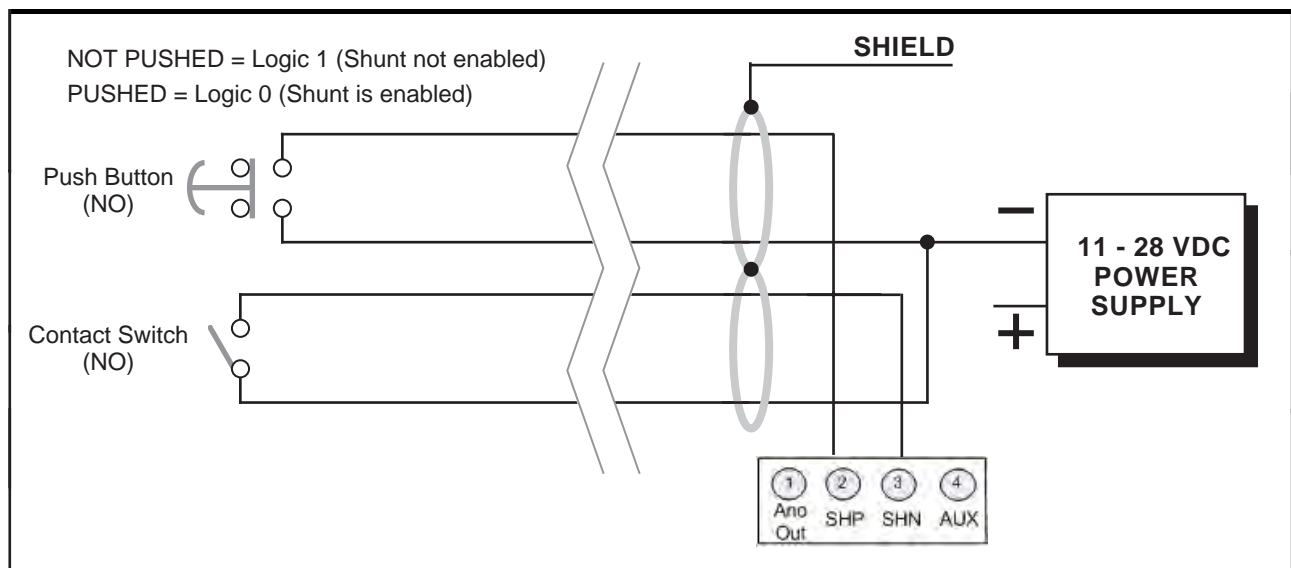 SHIELD
NOT PUSHED = Logic 1 (Shunt not enabled)
PUSHED = Logic 0 (Shunt is enabled)
Push Button
(NO)
−
11 - 28 VDC
POWER
SUPPLY
+
Contact Switch
(NO)
1 2 3 4
Ano
Out
SHP SHN AUX